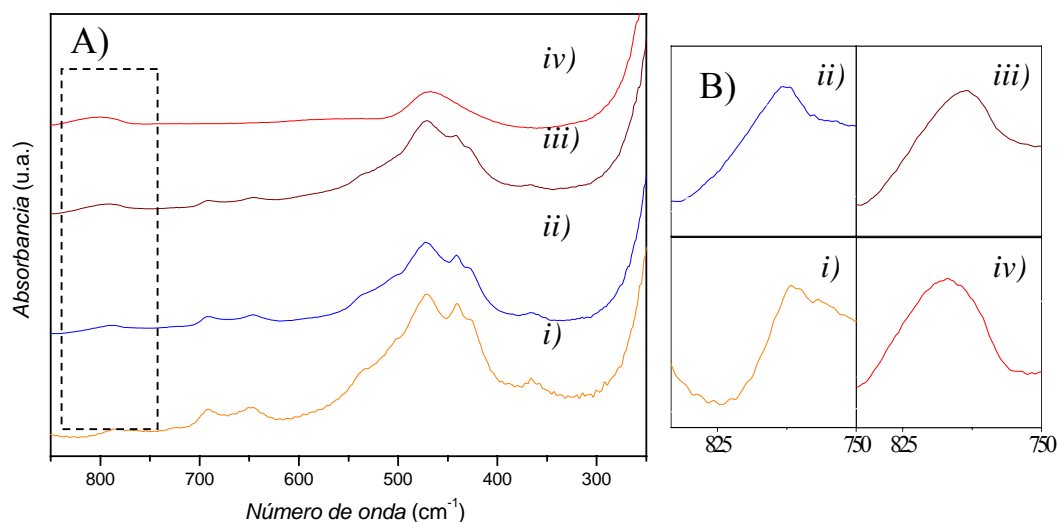 A)
iv)
iii)
ii)
i)
Absorbancia (u.a.)
800 700 600 500 400 300
Número de onda (cm⁻¹)
B)
ii)
iii)
i)
iv)
825 750 825 750